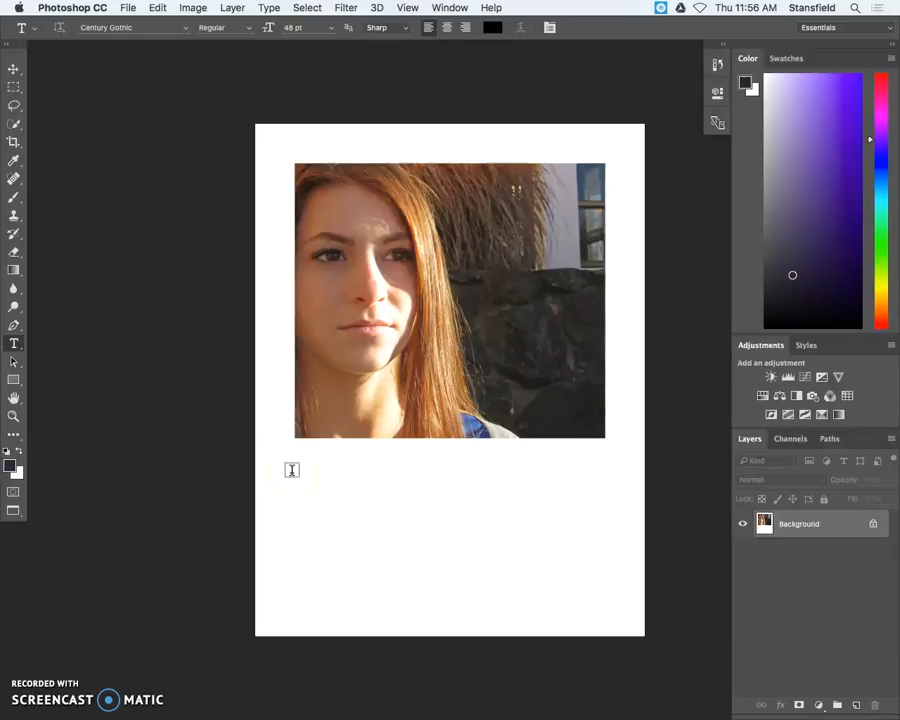 Photoshop CC File Edit Image Layer Type Select Filter 3D View Window Help Thu 11:56 AM Stansfield
T Century Gothic Regular 48 pt Sharp Essentials
Color Swatches
Adjustments Styles
Add an adjustment
Layers Channels Paths
Kind
Normal Opacity:
Lock: Fill:
Background
RECORDED WITH
SCREENCAST MATIC